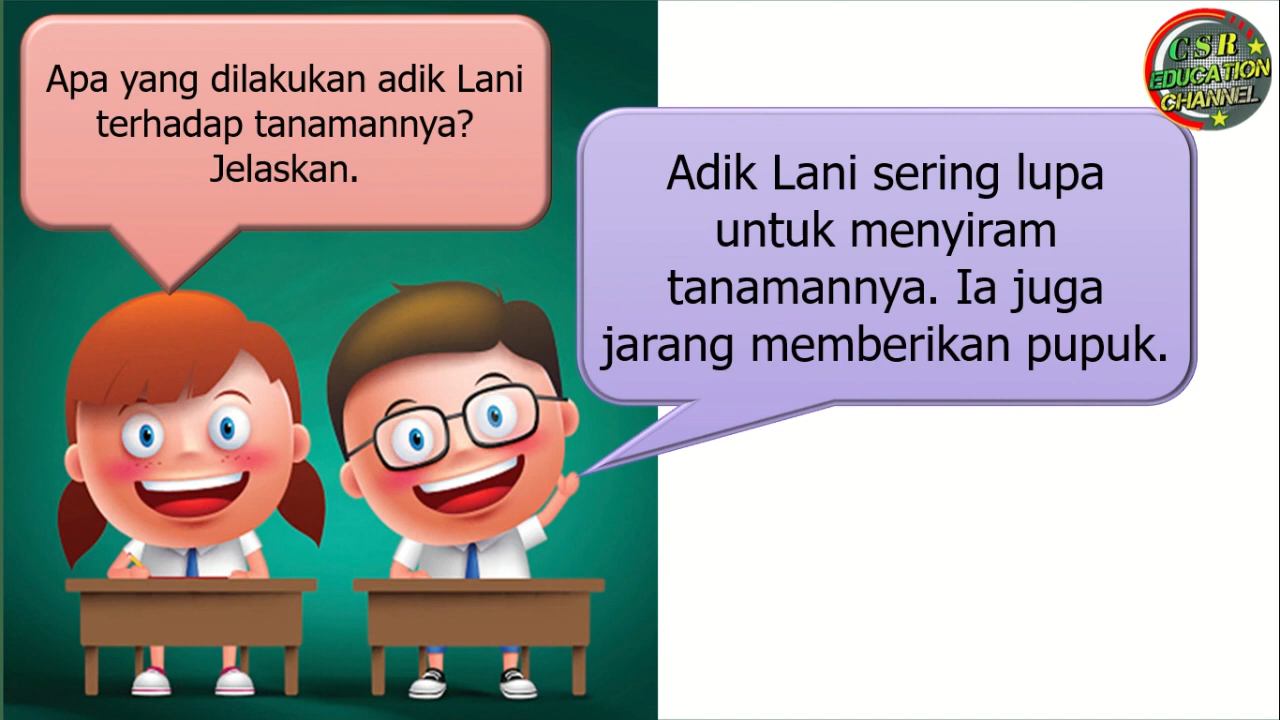 Apa yang dilakukan adik Lani
terhadap tanamannya?
Jelaskan.
CSR
EDUCATION
CHANNEL
Adik Lani sering lupa
untuk menyiram
tanamannya. Ia juga
jarang memberikan pupuk.